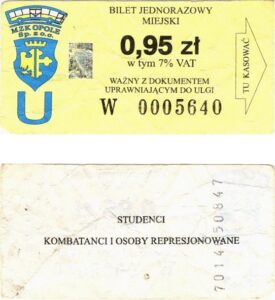 MZK OPOLE
Sp. z o.o.
U
BILET JEDNORAZOWY
MIEJSKI
0,95 zł
w tym 7% VAT
WAŻNY Z DOKUMENTEM
UPRAWNIAJĄCYM DO ULGI
W 0005640
TU KASOWAĆ
STUDENCI
KOMBATANCI I OSOBY REPRESJONOWANE